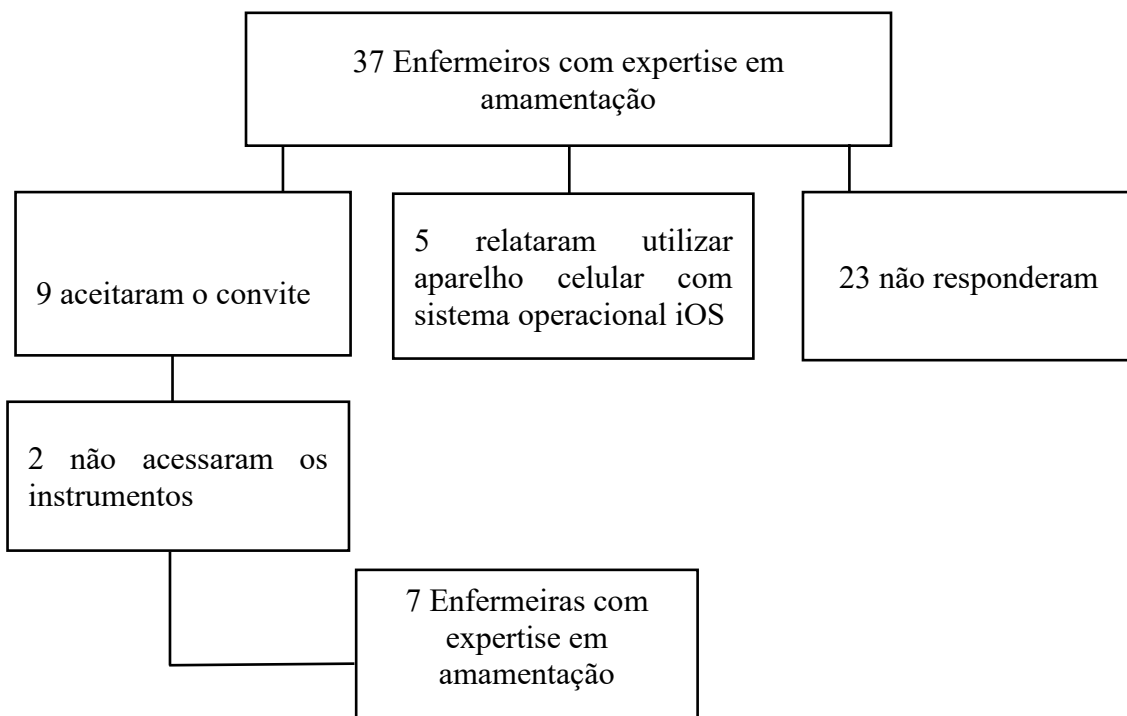 37 Enfermeiros com expertise em
amamentação
9 aceitaram o convite
5 relataram utilizar
aparelho celular com
sistema operacional iOS
23 não responderam
2 não acessaram os
instrumentos
7 Enfermeiras com
expertise em
amamentação